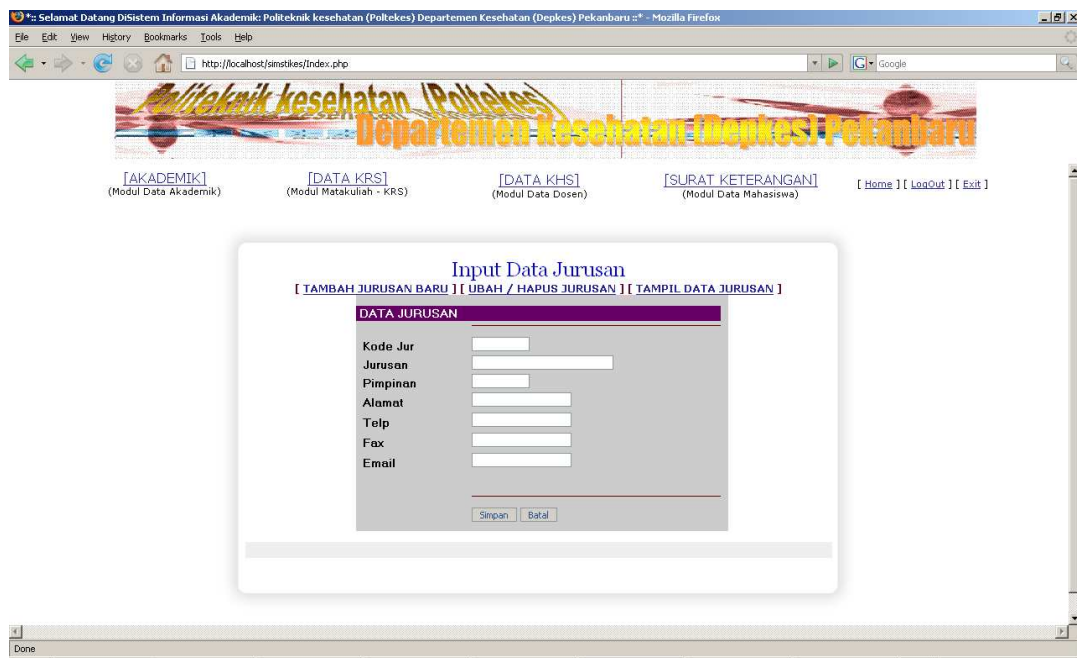 *:: Selamat Datang DiSistem Informasi Akademik: Politeknik kesehatan (Poltekes) Departemen Kesehatan (Depkes) Pekanbaru ::* - Mozilla Firefox
File Edit View History Bookmarks Tools Help
http://localhost/simstikes/Index.php
Google
Politeknik kesehatan (Poltekes)
Departemen Kesehatan (Depkes) Pekanbaru
[AKADEMIK] [DATA KRS] [DATA KHS] [SURAT KETERANGAN] [ Home ] [ LogOut ] [ Exit ]
(Modul Data Akademik) (Modul Matakuliah - KRS) (Modul Data Dosen) (Modul Data Mahasiswa)
Input Data Jurusan
[ TAMBAH JURUSAN BARU ] [ UBAH / HAPUS JURUSAN ] [ TAMPIL DATA JURUSAN ]
DATA JURUSAN
Kode Jur
Jurusan
Pimpinan
Alamat
Telp
Fax
Email
Simpan Batal
Done